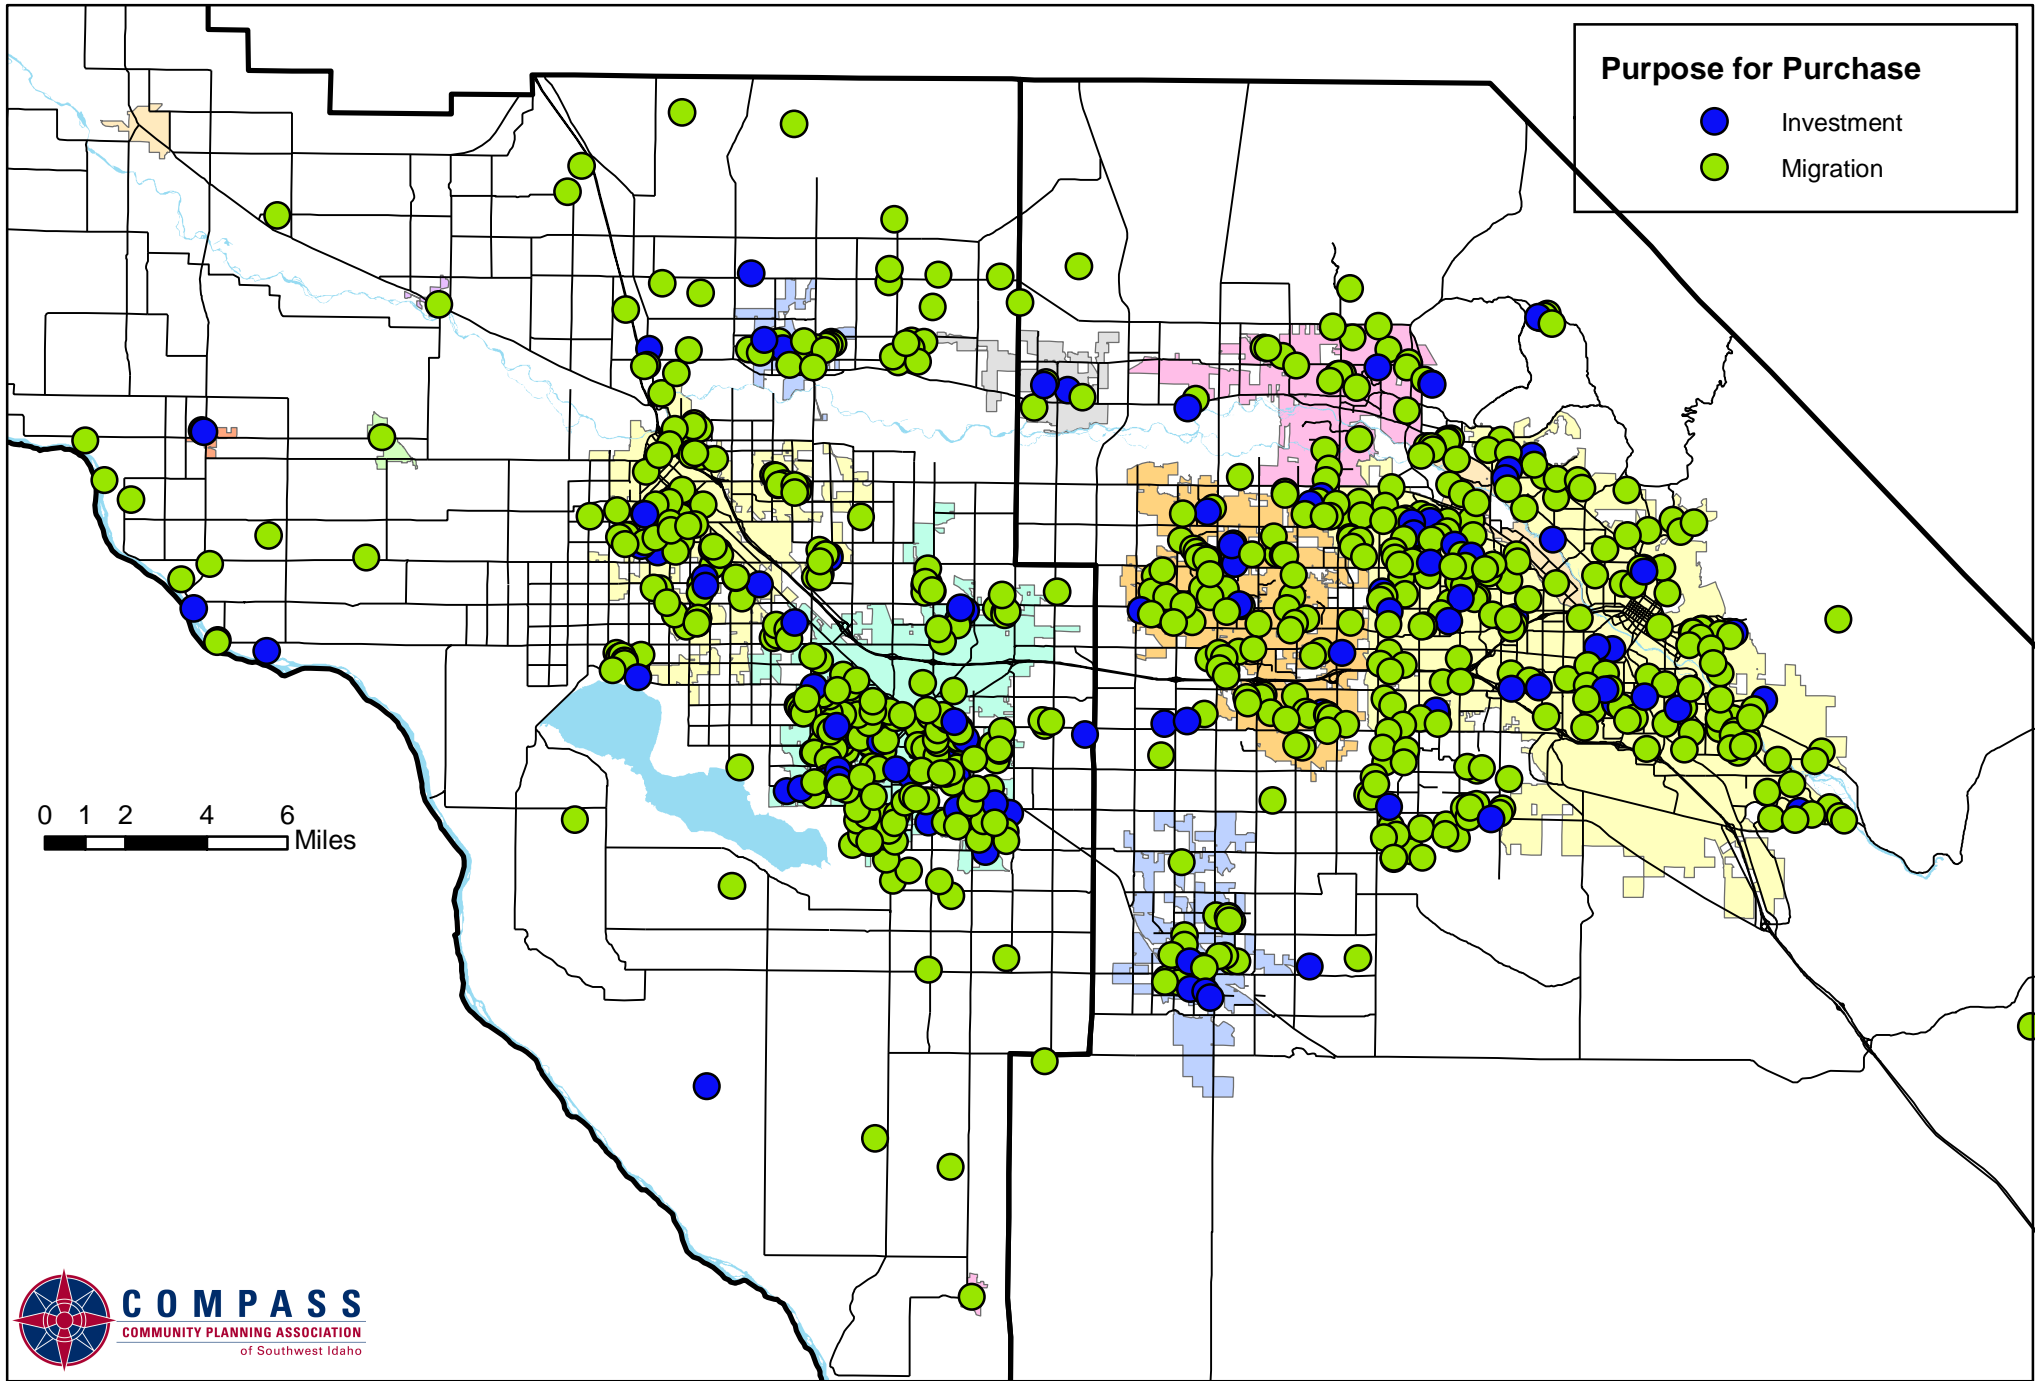 Purpose for Purchase
Investment
Migration
0 1 2 4 6
Miles
COMPASS
COMMUNITY PLANNING ASSOCIATION
of Southwest Idaho